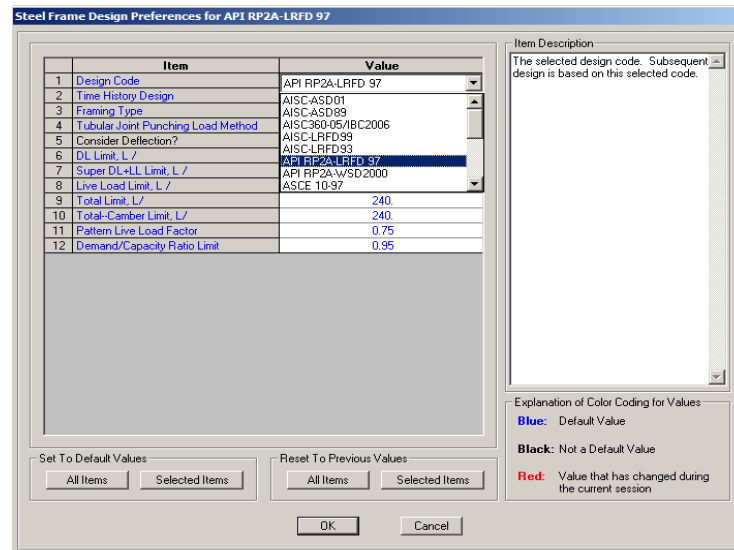 Steel Frame Design Preferences for API RP2A-LRFD 97
Item Value
1 Design Code API RP2A-LRFD 97
2 Time History Design
3 Framing Type
4 Tubular Joint Punching Load Method
5 Consider Deflection?
6 DL Limit, L /
7 Super DL+LL Limit, L /
8 Live Load Limit, L /
AISC-ASD01
AISC-ASD89
AISC360-05/IBC2006
AISC-LRFD99
AISC-LRFD93
API RP2A-LRFD 97
API RP2A-WSD2000
ASCE 10-97
9 Total Limit, L/ 240.
10 Total--Camber Limit, L/ 240.
11 Pattern Live Load Factor 0.75
12 Demand/Capacity Ratio Limit 0.95
Item Description
The selected design code. Subsequent
design is based on this selected code.
Explanation of Color Coding for Values
Blue: Default Value
Black: Not a Default Value
Red: Value that has changed during
the current session
Set To Default Values
All Items Selected Items
Reset To Previous Values
All Items Selected Items
OK Cancel